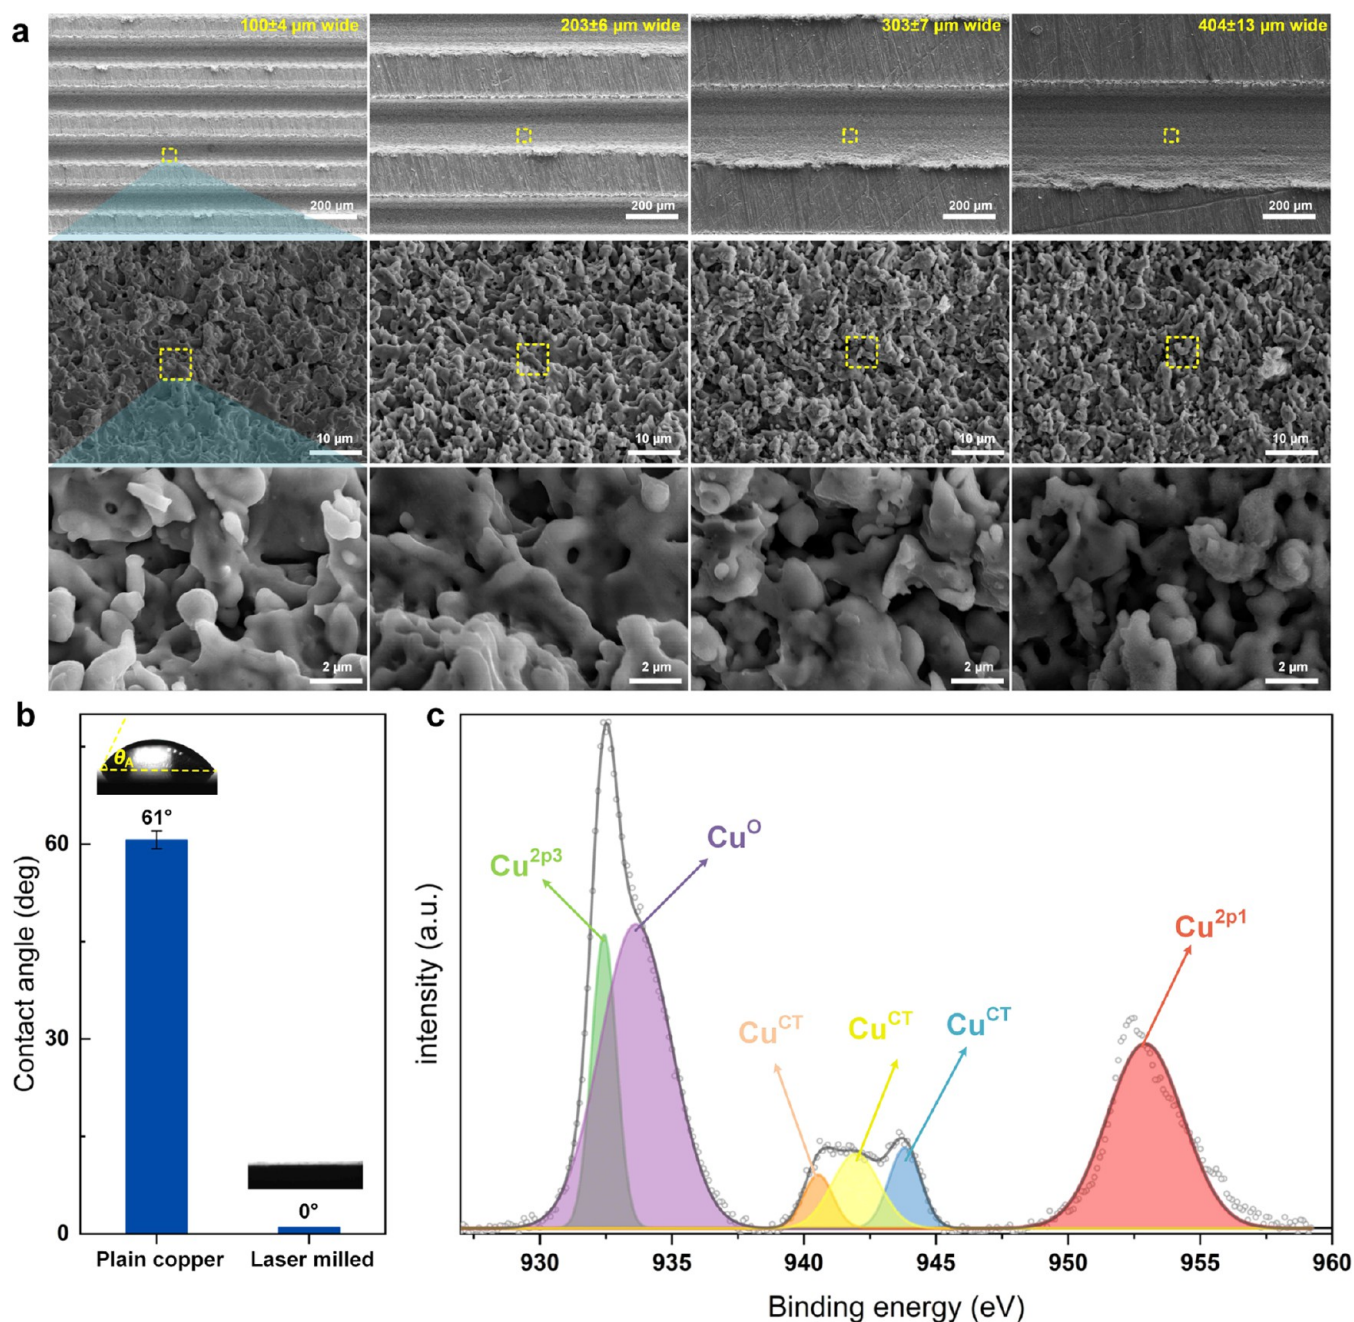 a
100±4 µm wide
203±6 µm wide
303±7 µm wide
404±13 µm wide
200 µm
200 µm
200 µm
200 µm
10 µm
10 µm
10 µm
10 µm
2 µm
2 µm
2 µm
2 µm
b
θA
61°
0°
60
30
0
Contact angle (deg)
Plain copper
Laser milled
c
Cu2p3
CuO
CuCT
CuCT
CuCT
Cu2p1
intensity (a.u.)
930
935
940
945
950
955
960
Binding energy (eV)